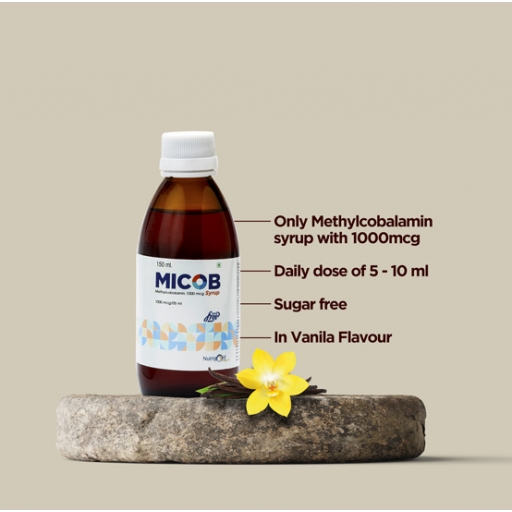 150 ml.
MICOB
Methylcobalamin 1000 mcg Syrup
Only Methylcobalamin
syrup with 1000mcg
Daily dose of 5 - 10 ml
Sugar free
In Vanila Flavour